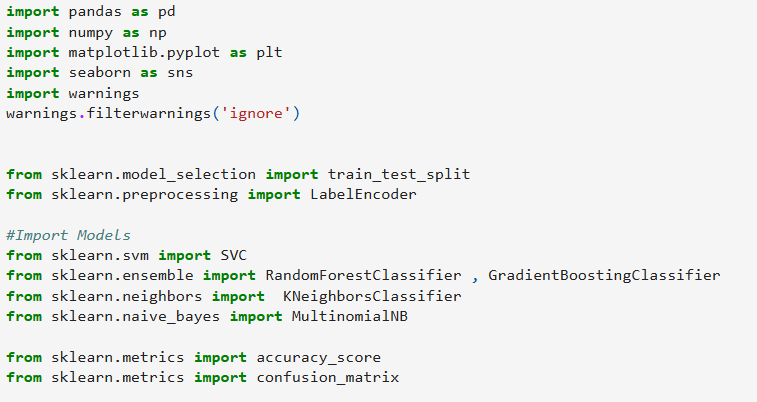 import pandas as pd
import numpy as np
import matplotlib.pyplot as plt
import seaborn as sns
import warnings
warnings.filterwarnings('ignore')
from sklearn.model_selection import train_test_split
from sklearn.preprocessing import LabelEncoder
#Import Models
from sklearn.svm import SVC
from sklearn.ensemble import RandomForestClassifier , GradientBoostingClassifier
from sklearn.neighbors import  KNeighborsClassifier
from sklearn.naive_bayes import MultinomialNB
from sklearn.metrics import accuracy_score
from sklearn.metrics import confusion_matrix